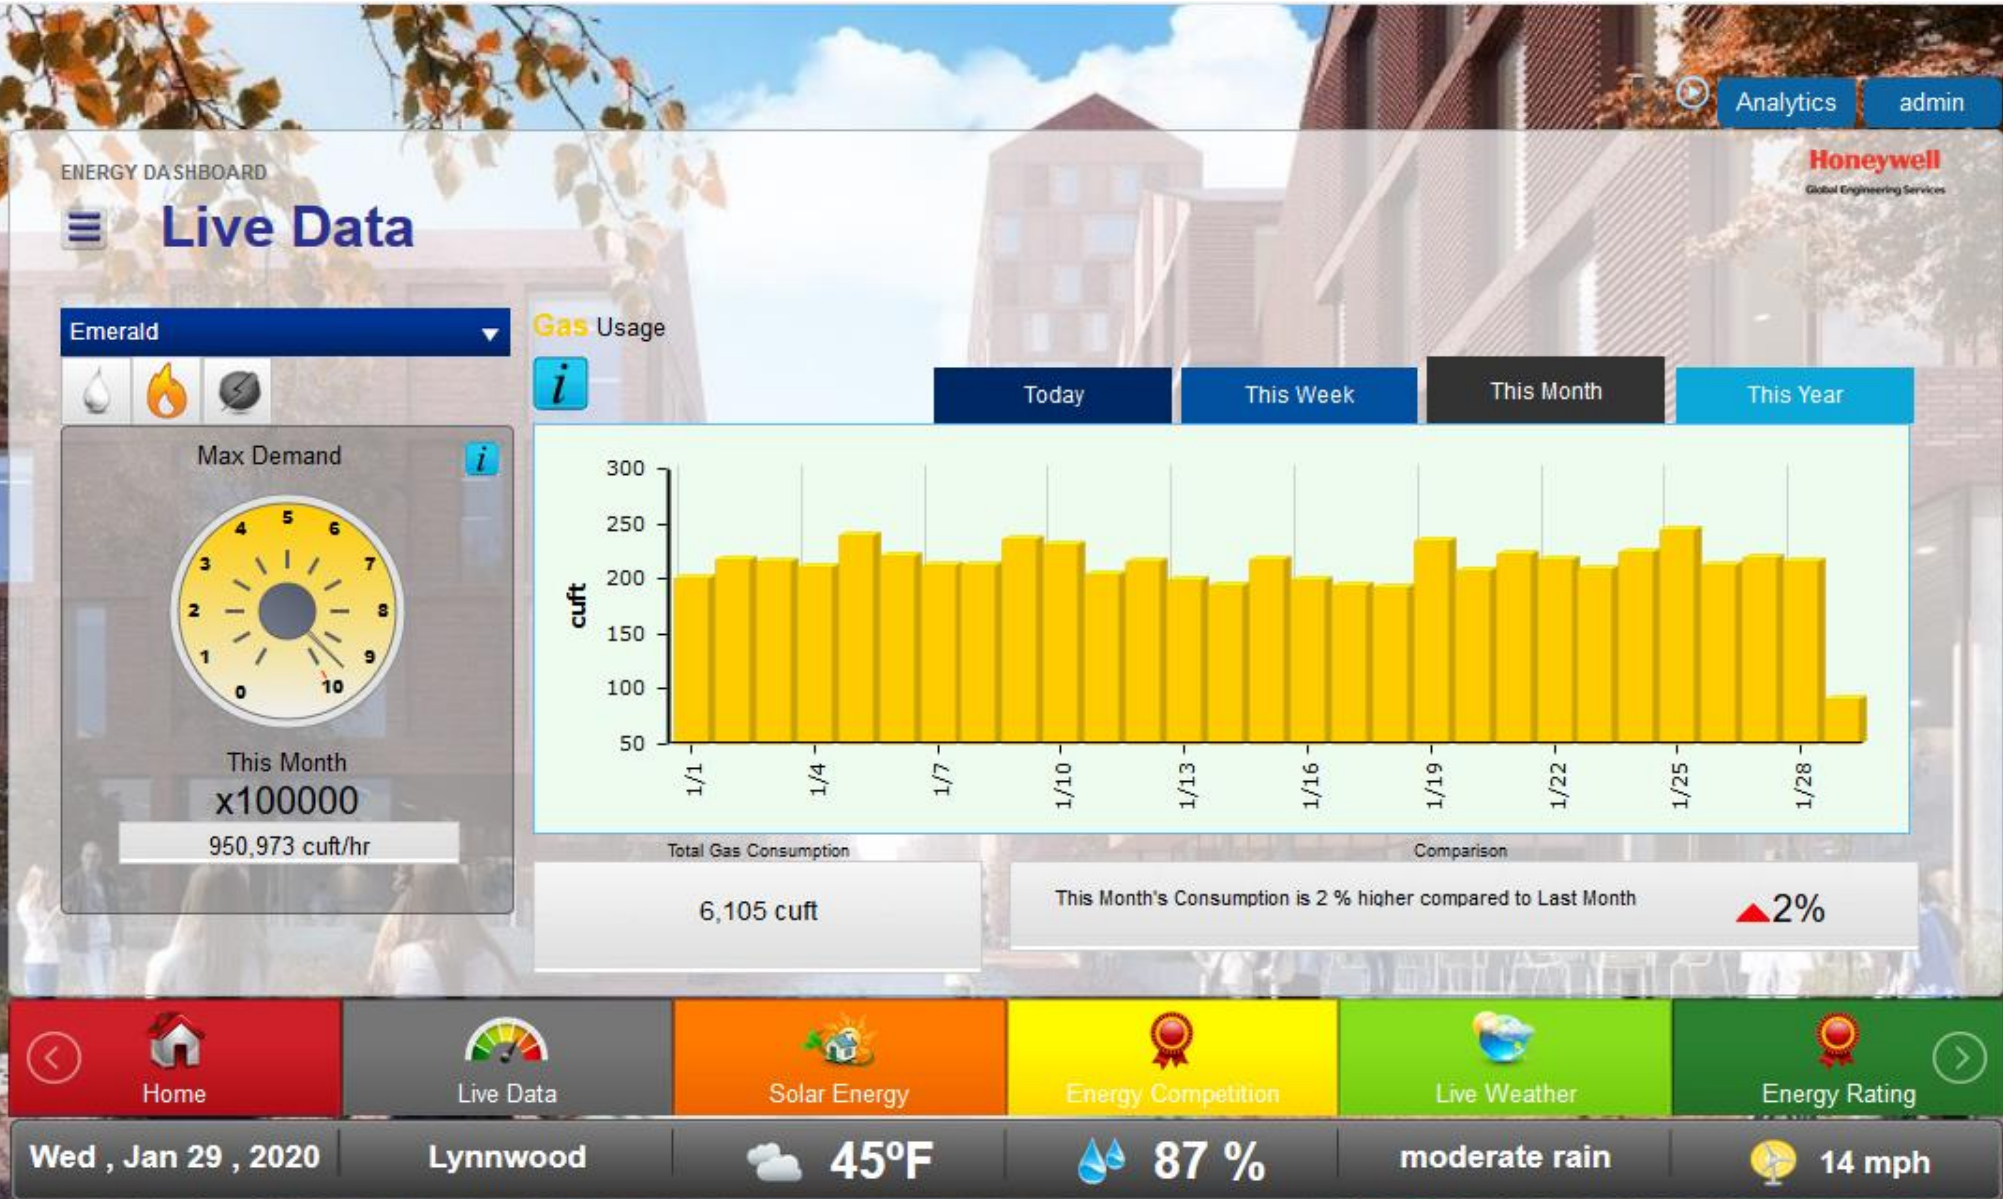 Analytics
admin
Honeywell
Global Engineering Services
ENERGY DASHBOARD
Live Data
Emerald
Gas Usage
i
Today
This Week
This Month
This Year
Max Demand
i
0
1
2
3
4
5
6
7
8
9
10
This Month
x100000
950,973 cuft/hr
cuft
300
250
200
150
100
50
1/1
1/4
1/7
1/10
1/13
1/16
1/19
1/22
1/25
1/28
Total Gas Consumption
6,105 cuft
Comparison
This Month's Consumption is 2 % higher compared to Last Month
2%
Home
Live Data
Solar Energy
Energy Competition
Live Weather
Energy Rating
Wed , Jan 29 , 2020
Lynnwood
45ºF
87 %
moderate rain
14 mph